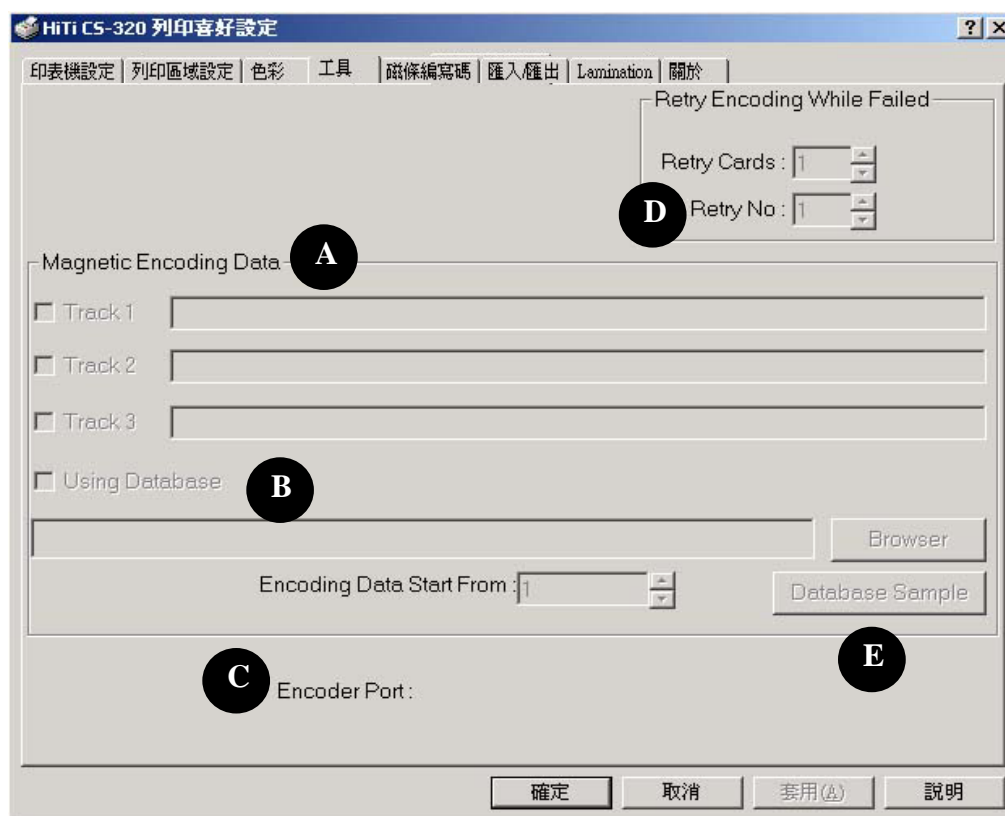 HiTi CS-320 列印喜好設定
印表機設定 列印區域設定 色彩 工具 磁條編寫碼 匯入/匯出 Lamination 關於
Retry Encoding While Failed
Retry Cards : 1
D Retry No : 1
A
Magnetic Encoding Data
Track 1
Track 2
Track 3
Using Database B
Browser
Encoding Data Start From : 1 Database Sample
E
C Encoder Port :
確定 取消 套用(A) 說明